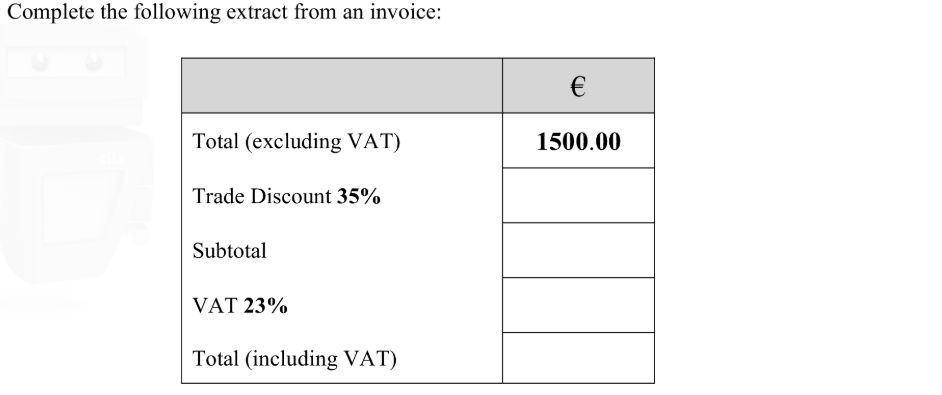 Complete the following extract from an invoice:
€
Total (excluding VAT) 1500.00
Trade Discount 35%
Subtotal
VAT 23%
Total (including VAT)